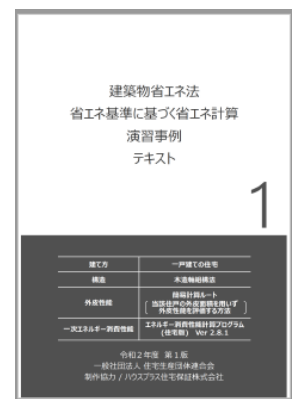 建築物省エネ法
省エネ基準に基づく省エネ計算
演習事例
テキスト
1
建て方 一戸建ての住宅
構造 木造軸組構法
外皮性能 簡易計算ルート
〔当該住戸の外皮面積を用いず
外皮性能を評価する方法〕
一次エネルギー消費性能 エネルギー消費性能計算プログラム
(住宅版) Ver 2.8.1
令和2年度 第1版
一般社団法人 住宅生産団体連合会
制作協力 / ハウスプラス住宅保証株式会社